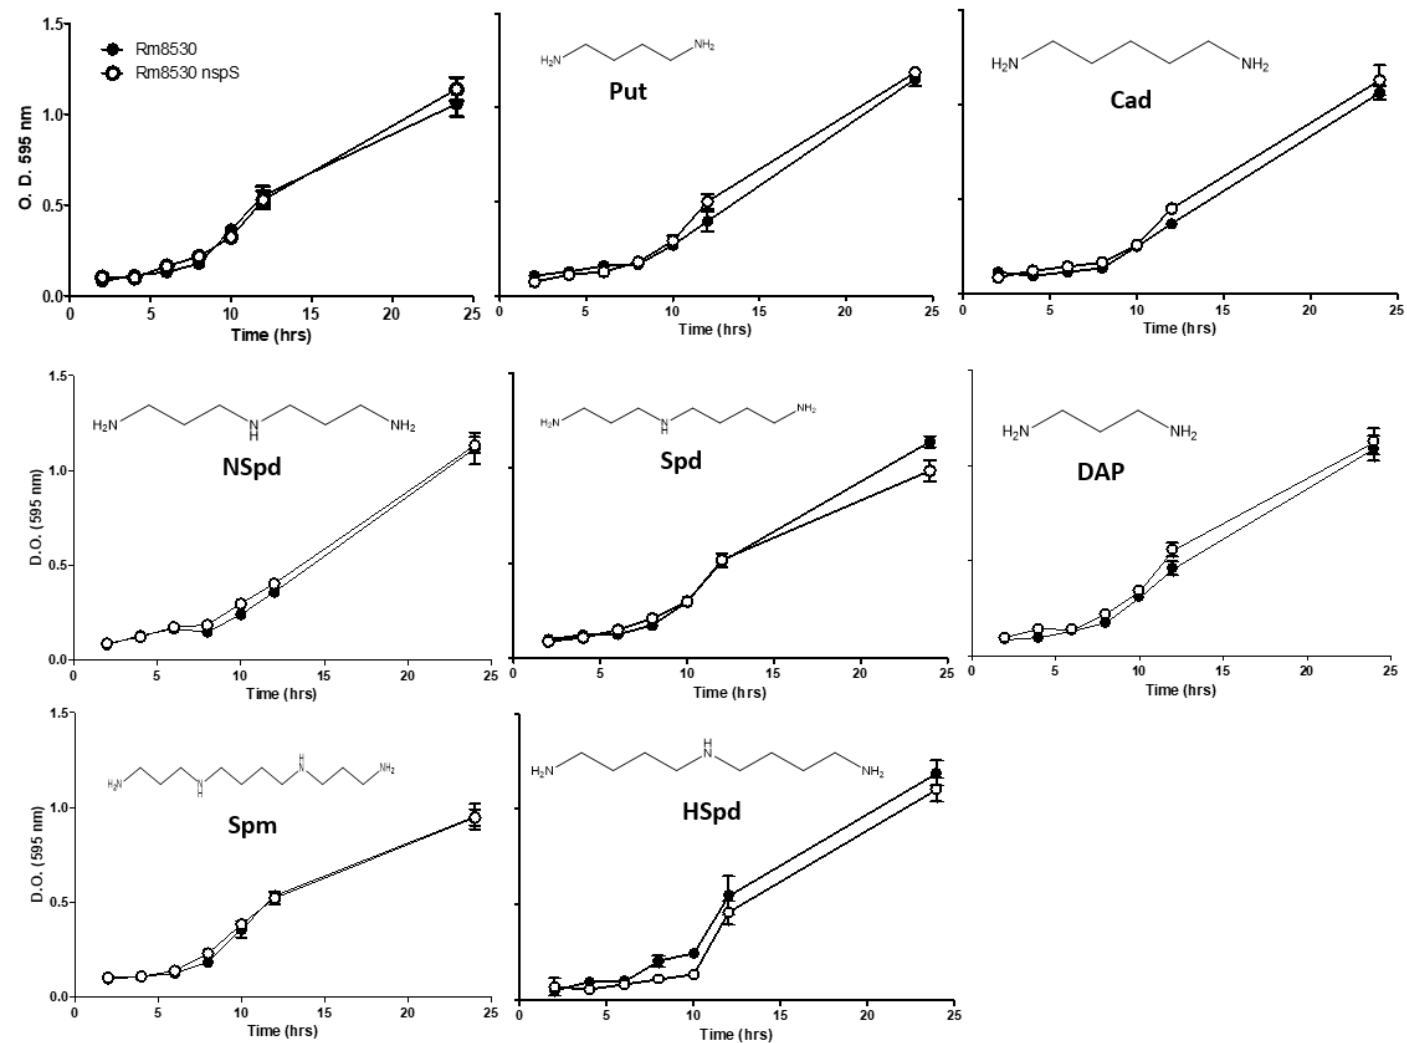 Rm8530
Rm8530 nspS
1.5
1.0
0.5
0.0
O. D. 595 nm
0 5 10 15 20 25
Time (hrs)
H₂N NH₂
Put
0 5 10 15 20 25
Time (hrs)
H₂N NH₂
Cad
0 5 10 15 20 25
Time (hrs)
1.5
1.0
0.5
0.0
D.O. (595 nm)
H₂N N H NH₂
NSpd
0 5 10 15 20 25
Time (hrs)
H₂N N H NH₂
Spd
0 5 10 15 20 25
Time (hrs)
H₂N NH₂
DAP
0 5 10 15 20 25
Time (hrs)
1.5
1.0
0.5
0.0
D.O. (595 nm)
H₂N N H H N NH₂
Spm
0 5 10 15 20 25
Time (hrs)
H₂N H N NH₂
HSpd
0 5 10 15 20 25
Time (hrs)